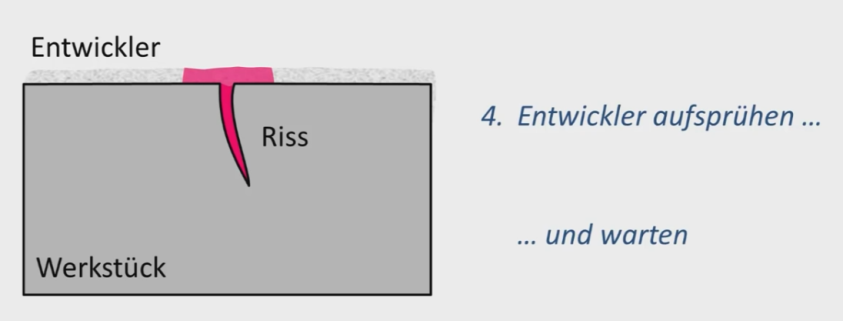 Entwickler
Riss
Werkstück
4. Entwickler aufsprühen ...
... und warten